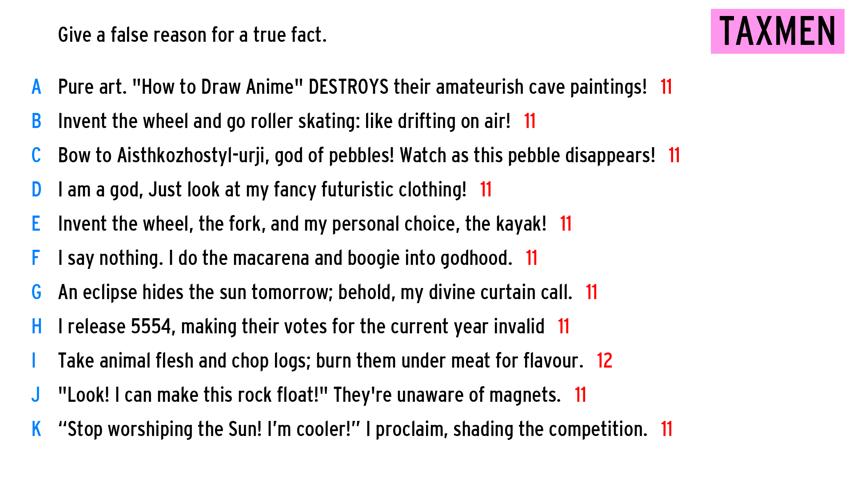 Give a false reason for a true fact.
TAXMEN
A Pure art. "How to Draw Anime" DESTROYS their amateurish cave paintings! 11
B Invent the wheel and go roller skating: like drifting on air! 11
C Bow to Aisthkozhostyl-urji, god of pebbles! Watch as this pebble disappears! 11
D I am a god, Just look at my fancy futuristic clothing! 11
E Invent the wheel, the fork, and my personal choice, the kayak! 11
F I say nothing. I do the macarena and boogie into godhood. 11
G An eclipse hides the sun tomorrow; behold, my divine curtain call. 11
H I release 5554, making their votes for the current year invalid 11
I Take animal flesh and chop logs; burn them under meat for flavour. 12
J "Look! I can make this rock float!" They're unaware of magnets. 11
K “Stop worshiping the Sun! I’m cooler!” I proclaim, shading the competition. 11